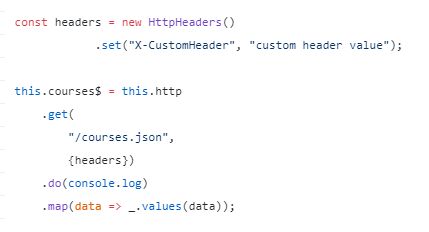 const headers = new HttpHeaders()
            .set("X-CustomHeader", "custom header value");
this.courses$ = this.http
    .get(
        "/courses.json",
        {headers})
    .do(console.log)
    .map(data => _.values(data));